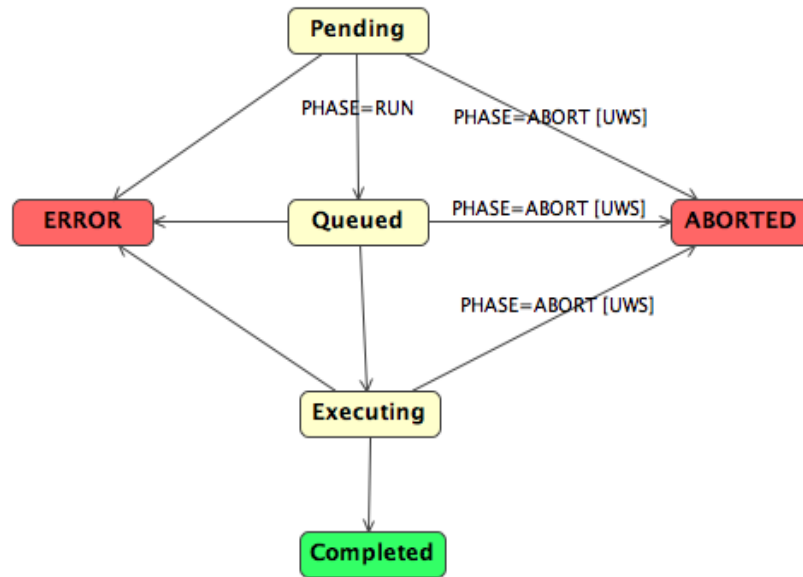 Pending
PHASE=RUN
PHASE=ABORT [UWS]
ERROR
Queued
PHASE=ABORT [UWS]
ABORTED
PHASE=ABORT [UWS]
Executing
Completed